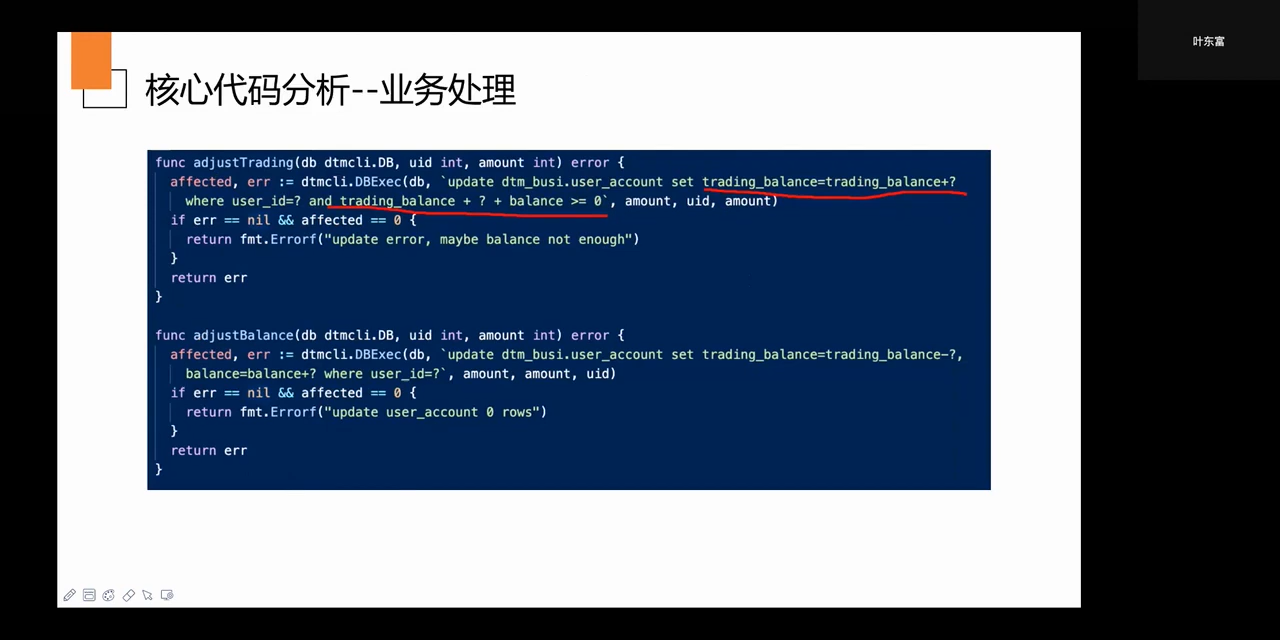 叶东富
核心代码分析--业务处理
func adjustTrading(db dtmcli.DB, uid int, amount int) error {
affected, err := dtmcli.DBExec(db, `update dtm_busi.user_account set trading_balance=trading_balance+?
where user_id=? and trading_balance + ? + balance >= 0`, amount, uid, amount)
if err == nil && affected == 0 {
return fmt.Errorf("update error, maybe balance not enough")
}
return err
}
func adjustBalance(db dtmcli.DB, uid int, amount int) error {
affected, err := dtmcli.DBExec(db, `update dtm_busi.user_account set trading_balance=trading_balance-?,
balance=balance+? where user_id=?`, amount, amount, uid)
if err == nil && affected == 0 {
return fmt.Errorf("update user_account 0 rows")
}
return err
}